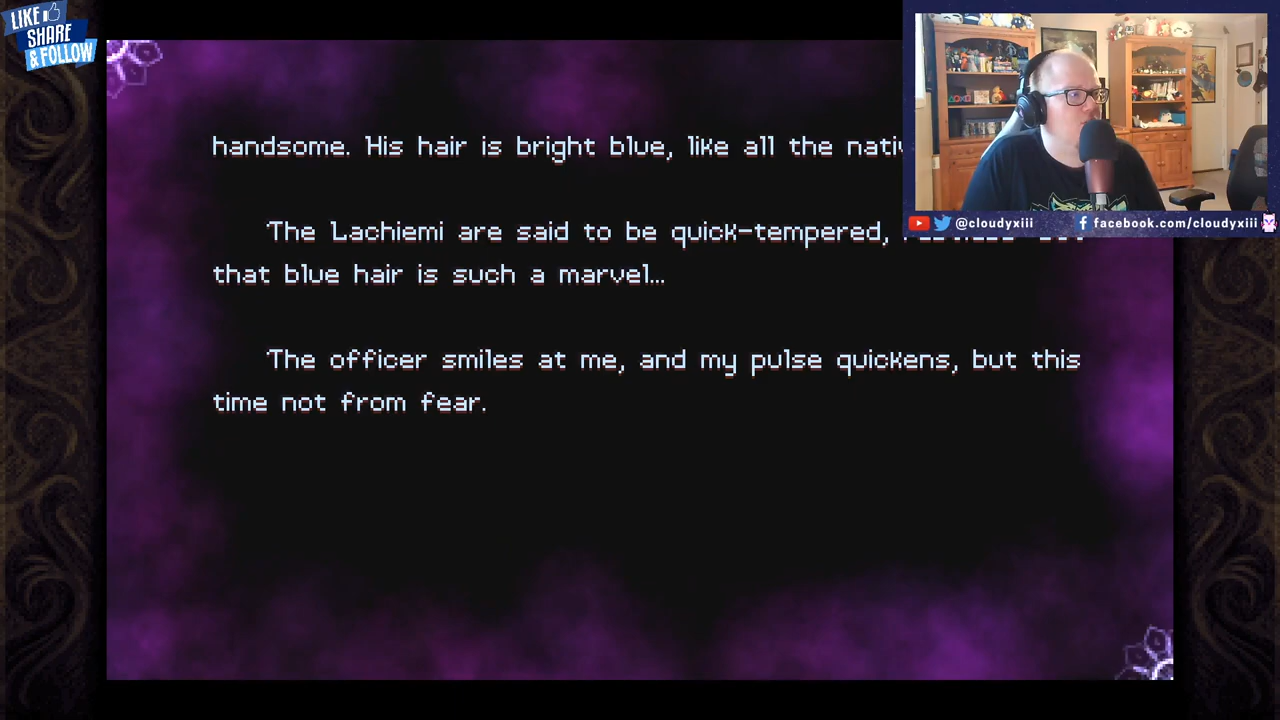 LIKE
SHARE
& FOLLOW
handsome. His hair is bright blue, like all the
The Lachiemi are said to be quick-tempered,
that blue hair is such a marvel...
The officer smiles at me, and my pulse quickens, but this
time not from fear.
@cloudyxiii
facebook.com/cloudyxiii